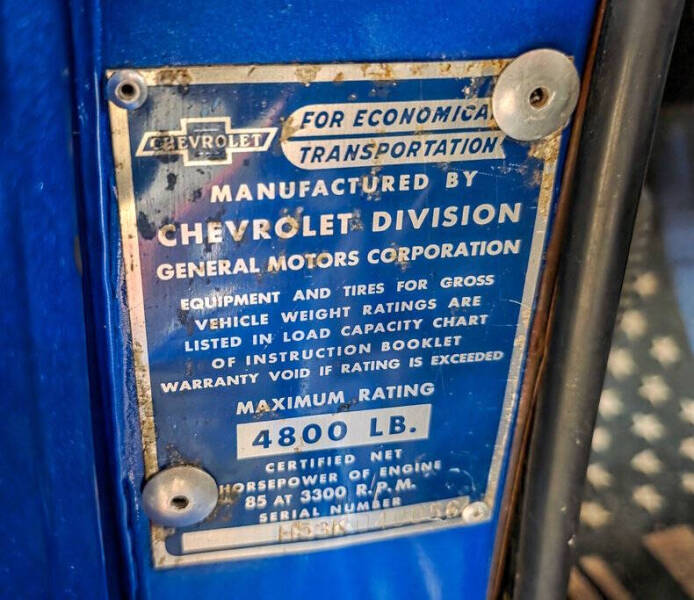 CHEVROLET
FOR ECONOMICA
TRANSPORTATION
MANUFACTURED BY
CHEVROLET DIVISION
GENERAL MOTORS CORPORATION
EQUIPMENT AND TIRES FOR GROSS
VEHICLE WEIGHT RATINGS ARE
LISTED IN LOAD CAPACITY CHART
OF INSTRUCTION BOOKLET
WARRANTY VOID IF RATING IS EXCEEDED
MAXIMUM RATING
4800 LB.
CERTIFIED NET
HORSEPOWER OF ENGINE
85 AT 3300 R.P.M.
SERIAL NUMBER